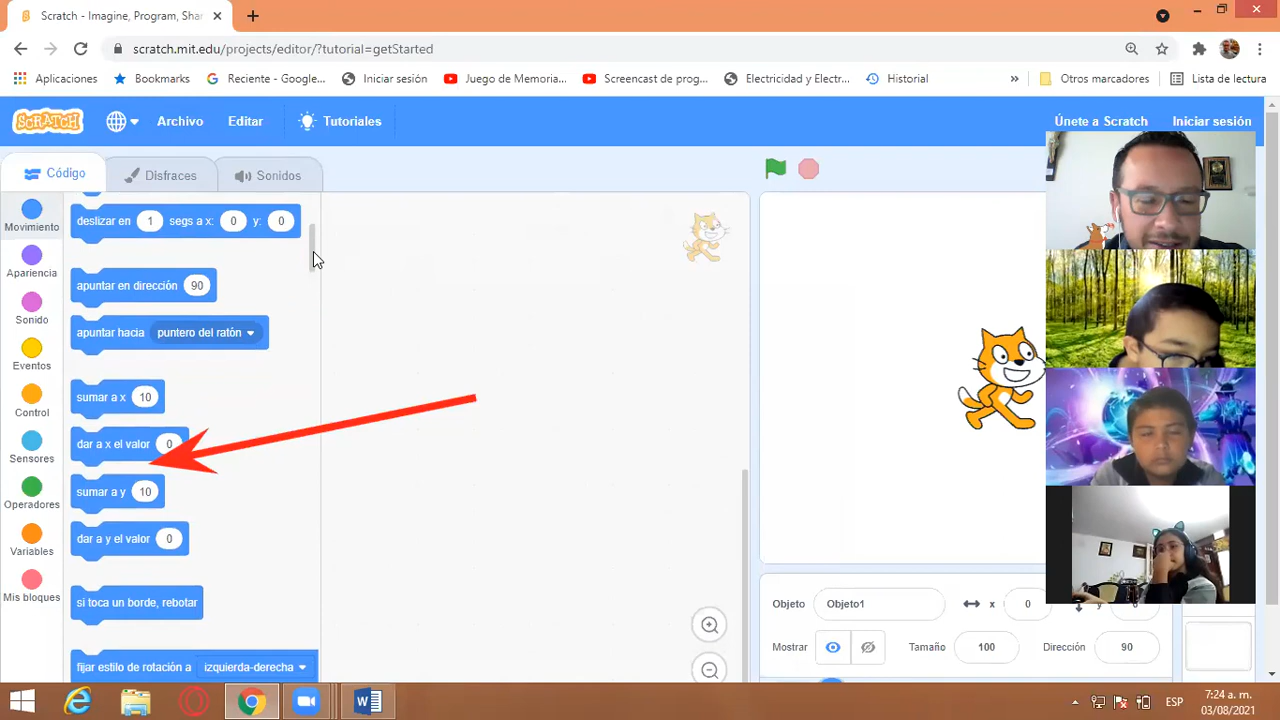 Scratch - Imagine, Program, Sha
scratch.mit.edu/projects/editor/?tutorial=getStarted
Aplicaciones Bookmarks Reciente - Google... Iniciar sesión Juego de Memoria... Screencast de prog... Electricidad y Electr... Historial » Otros marcadores Lista de lectura
SCRATCH Archivo Editar Tutoriales Únete a Scratch Iniciar sesión
Código Disfraces Sonidos
Movimiento
Apariencia
Sonido
Eventos
Control
Sensores
Operadores
Variables
Mis bloques
deslizar en 1 segs a x: 0 y: 0
apuntar en dirección 90
apuntar hacia puntero del ratón
sumar a x 10
dar a x el valor 0
sumar a y 10
dar a y el valor 0
si toca un borde, rebotar
fijar estilo de rotación a izquierda-derecha
Objeto Objeto1 x 0 y
Mostrar Tamaño 100 Dirección 90
ESP
7:24 a. m.
03/08/2021